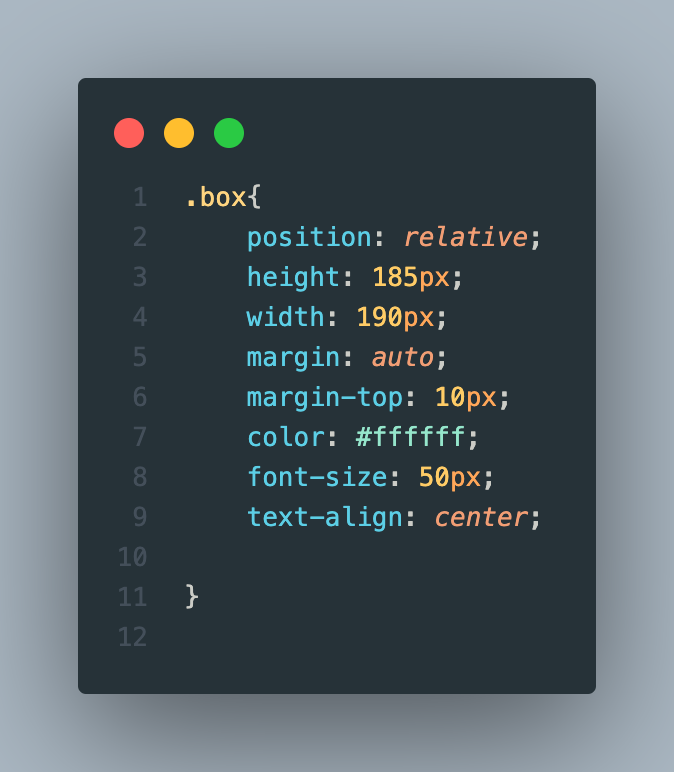 1 .box{
2     position: relative;
3     height: 185px;
4     width: 190px;
5     margin: auto;
6     margin-top: 10px;
7     color: #ffffff;
8     font-size: 50px;
9     text-align: center;
10
11 }
12